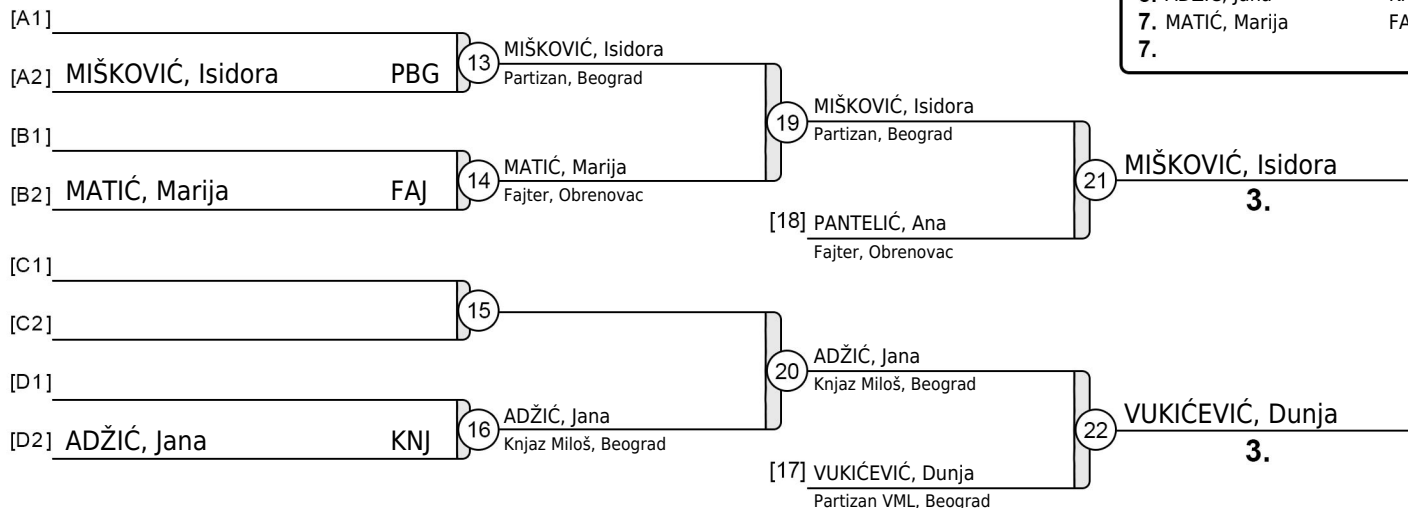 [A1]
[A2] MIŠKOVIĆ, Isidora PBG
13
MIŠKOVIĆ, Isidora
Partizan, Beograd
[B1]
[B2] MATIĆ, Marija FAJ
14
MATIĆ, Marija
Fajter, Obrenovac
19
MIŠKOVIĆ, Isidora
Partizan, Beograd
[18] PANTELIĆ, Ana
Fajter, Obrenovac
21
MIŠKOVIĆ, Isidora
3.
7. MATIĆ, Marija
7.
[C1]
[C2]
15
[D1]
[D2] ADŽIĆ, Jana KNJ
16
ADŽIĆ, Jana
Knjaz Miloš, Beograd
20
ADŽIĆ, Jana
Knjaz Miloš, Beograd
[17] VUKIĆEVIĆ, Dunja
Partizan VML, Beograd
22
VUKIĆEVIĆ, Dunja
3.